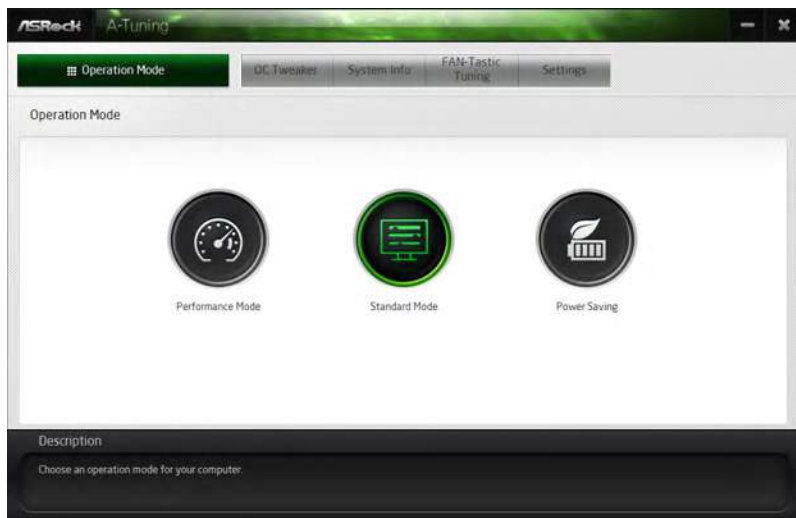 ASRock A-Tuning
Operation Mode OC Tweaker System Info FAN-Tastic Tuning Settings
Operation Mode
Performance Mode Standard Mode Power Saving
Description
Choose an operation mode for your computer.